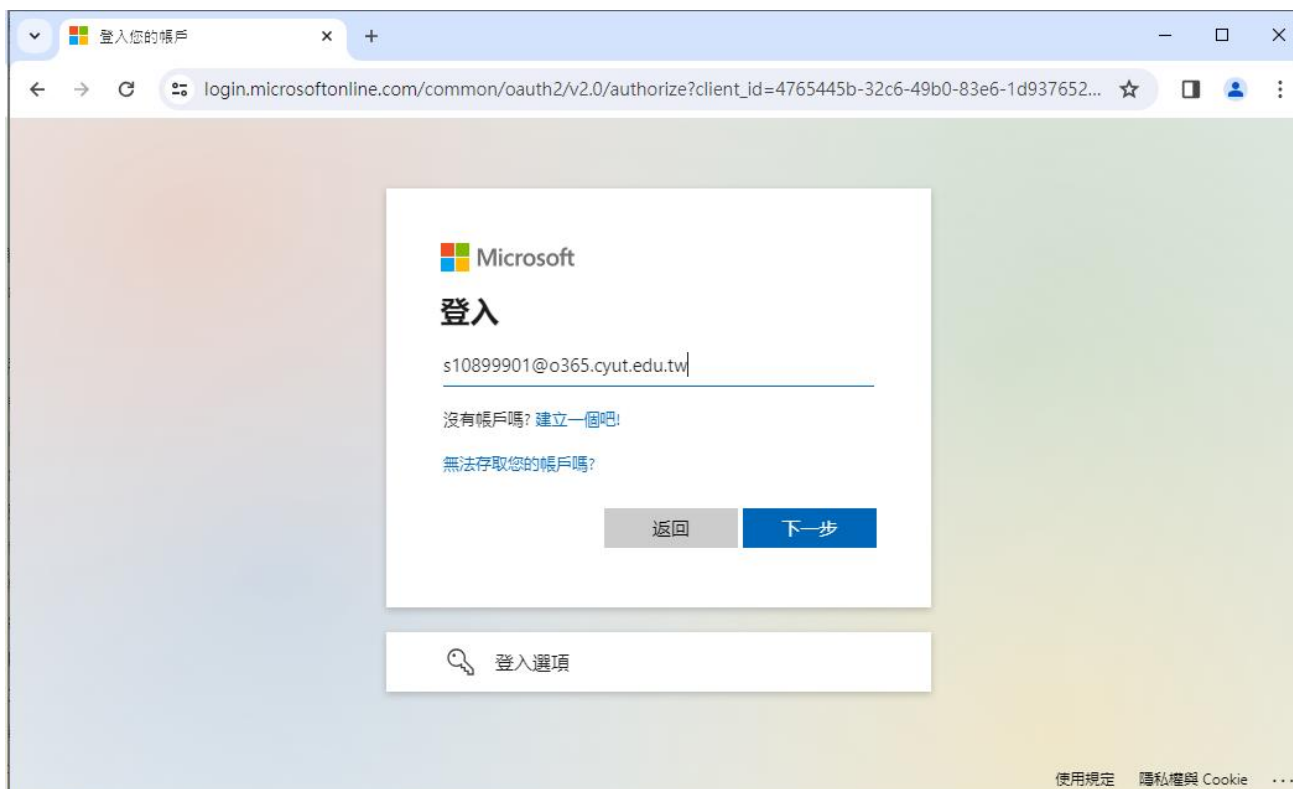 登入您的帳戶
login.microsoftonline.com/common/oauth2/v2.0/authorize?client_id=4765445b-32c6-49b0-83e6-1d937652...
Microsoft
登入
s10899901@o365.cyut.edu.tw
沒有帳戶嗎? 建立一個吧!
無法存取您的帳戶嗎?
返回 下一步
登入選項
使用規定 隱私權與 Cookie ...